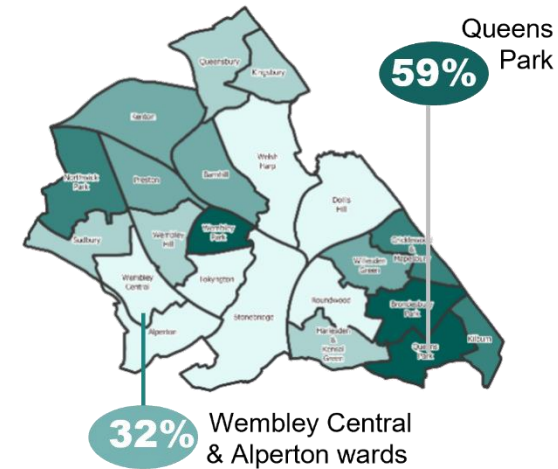 Queens
Park
59%
Queensbury
Kingsbury
Kenton
Welsh
Harp
Northwick
Park
Preston
Barnhill
Dollis
Hill
Sudbury
Wembley
Hill
Wembley
Park
Cricklewood
&
Mapesbury
Willesden
Green
Wembley
Central
Tokyngton
Roundwood
Brondesbury
Park
Stonebridge
Alperton
Harlesden
&
Kensal
Green
Queens
Park
Kilburn
32%
Wembley Central
& Alperton wards